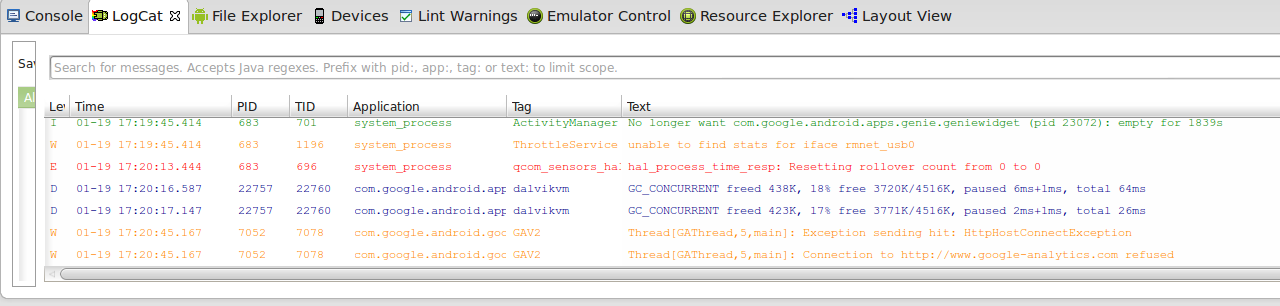 Console LogCat File Explorer Devices Lint Warnings Emulator Control Resource Explorer Layout View
Search for messages. Accepts Java regexes. Prefix with pid:, app:, tag: or text: to limit scope.
Time PID TID Application Tag Text
I 01-19 17:19:45.414 683 701 system_process ActivityManager No longer want com.google.android.apps.genie.geniewidget (pid 23072): empty for 1839s
W 01-19 17:19:45.414 683 1196 system_process ThrottleService unable to find stats for iface rmnet_usb0
E 01-19 17:20:13.444 683 696 system_process qcom_sensors_hal hal_process_time_resp: Resetting rollover count from 0 to 0
D 01-19 17:20:16.587 22757 22760 com.google.android.app dalvikvm GC_CONCURRENT freed 438K, 18% free 3720K/4516K, paused 6ms+1ms, total 64ms
D 01-19 17:20:17.147 22757 22760 com.google.android.app dalvikvm GC_CONCURRENT freed 423K, 17% free 3771K/4516K, paused 2ms+1ms, total 26ms
W 01-19 17:20:45.167 7052 7078 com.google.android.goc GAV2 Thread[GAThread,5,main]: Exception sending hit: HttpHostConnectException
W 01-19 17:20:45.167 7052 7078 com.google.android.goc GAV2 Thread[GAThread,5,main]: Connection to http://www.google-analytics.com refused